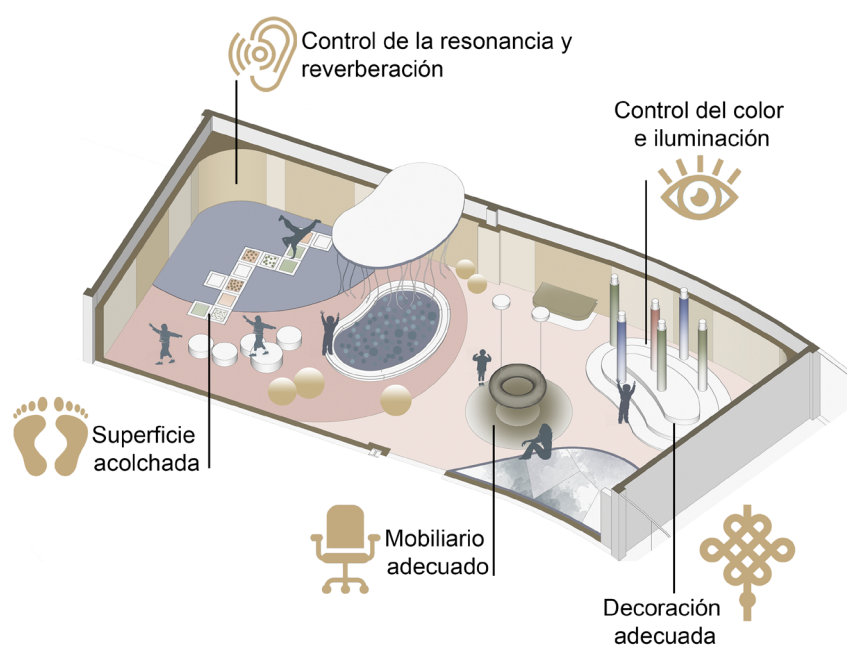 Control de la resonancia y
reverberación
Control del color
e iluminación
Superficie
acolchada
Mobiliario
adecuado
Decoración
adecuada